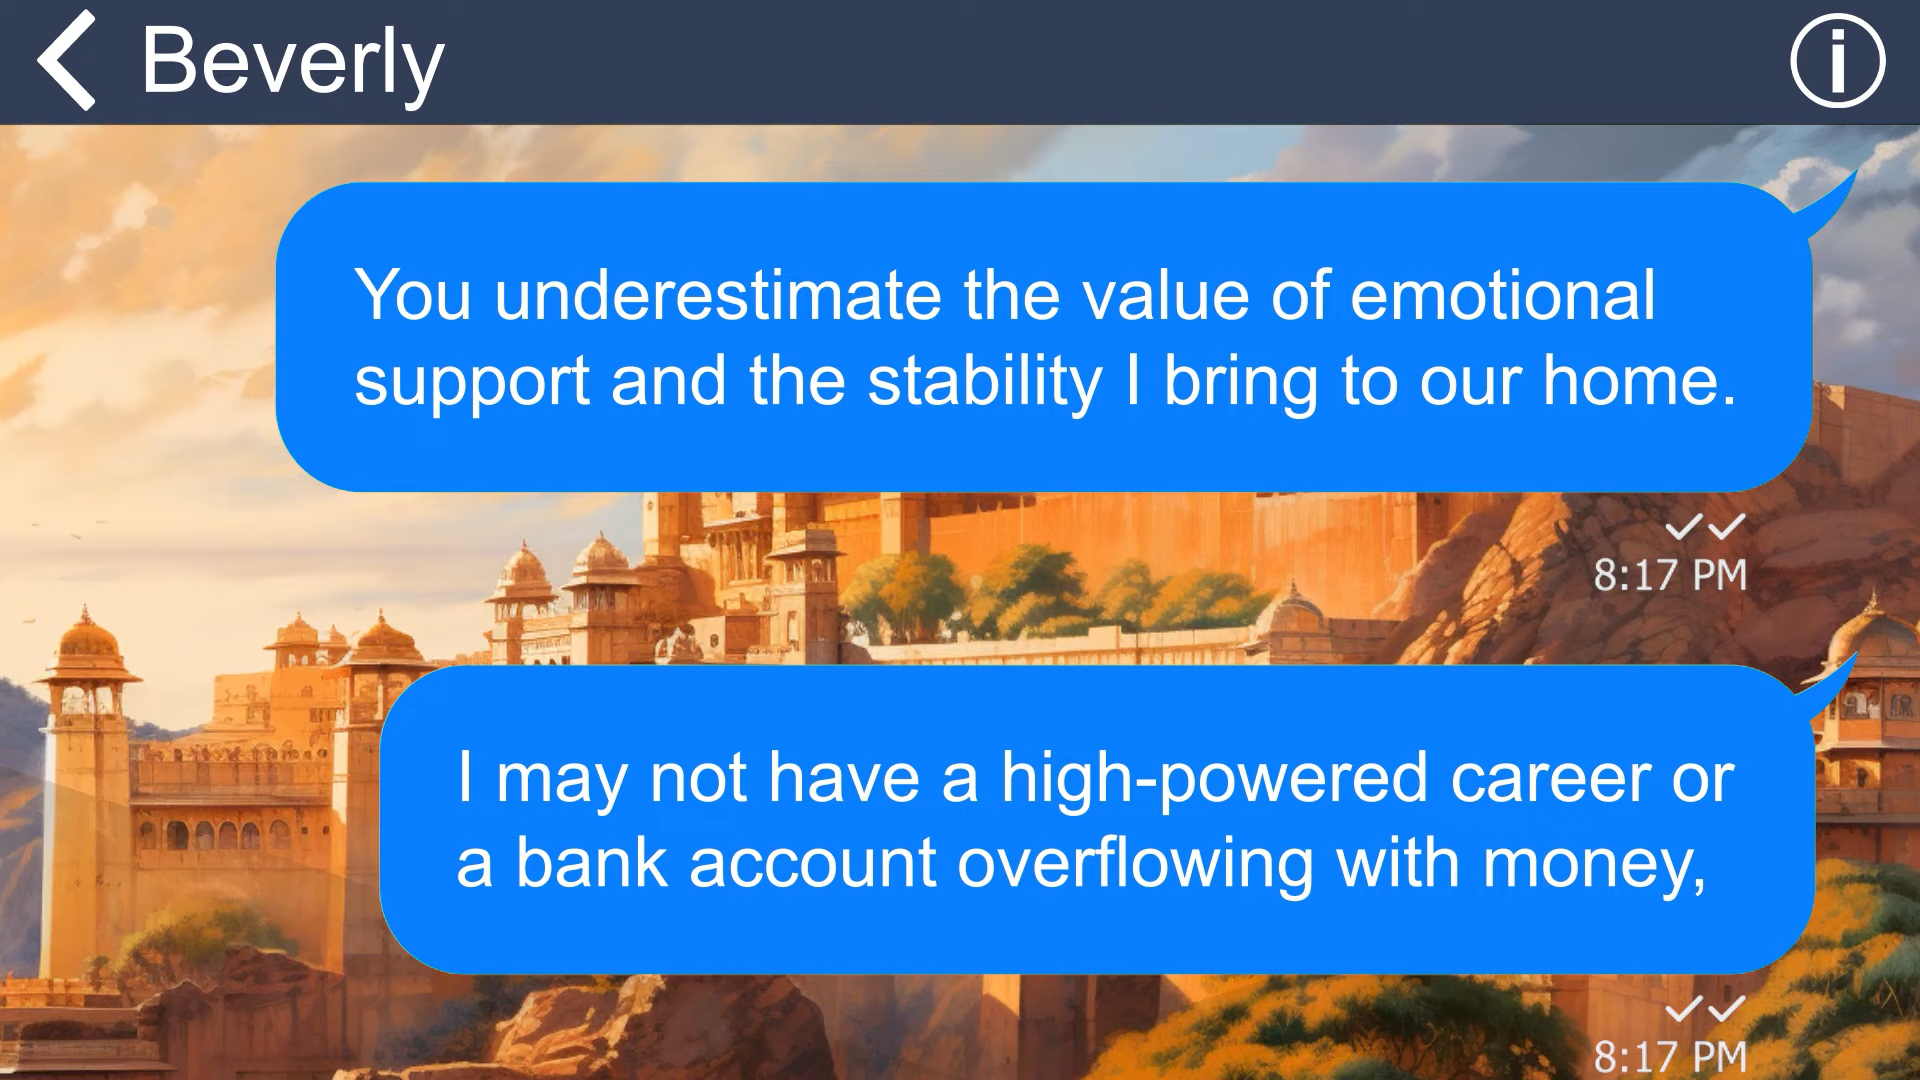 Beverly
You underestimate the value of emotional
support and the stability I bring to our home.
8:17 PM
I may not have a high-powered career or
a bank account overflowing with money,
8:17 PM